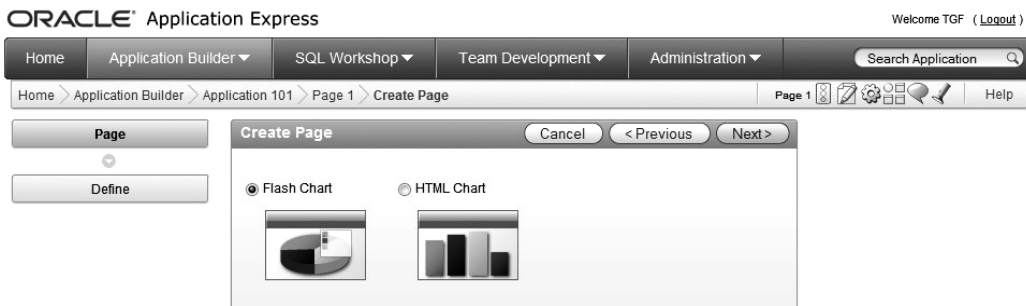 ORACLE Application Express
Welcome TGF ( Logout )
Home Application Builder SQL Workshop Team Development Administration Search Application
Home Application Builder Application 101 Page 1 Create Page Page 1 Help
Page
Define
Create Page Cancel < Previous Next >
Flash Chart HTML Chart